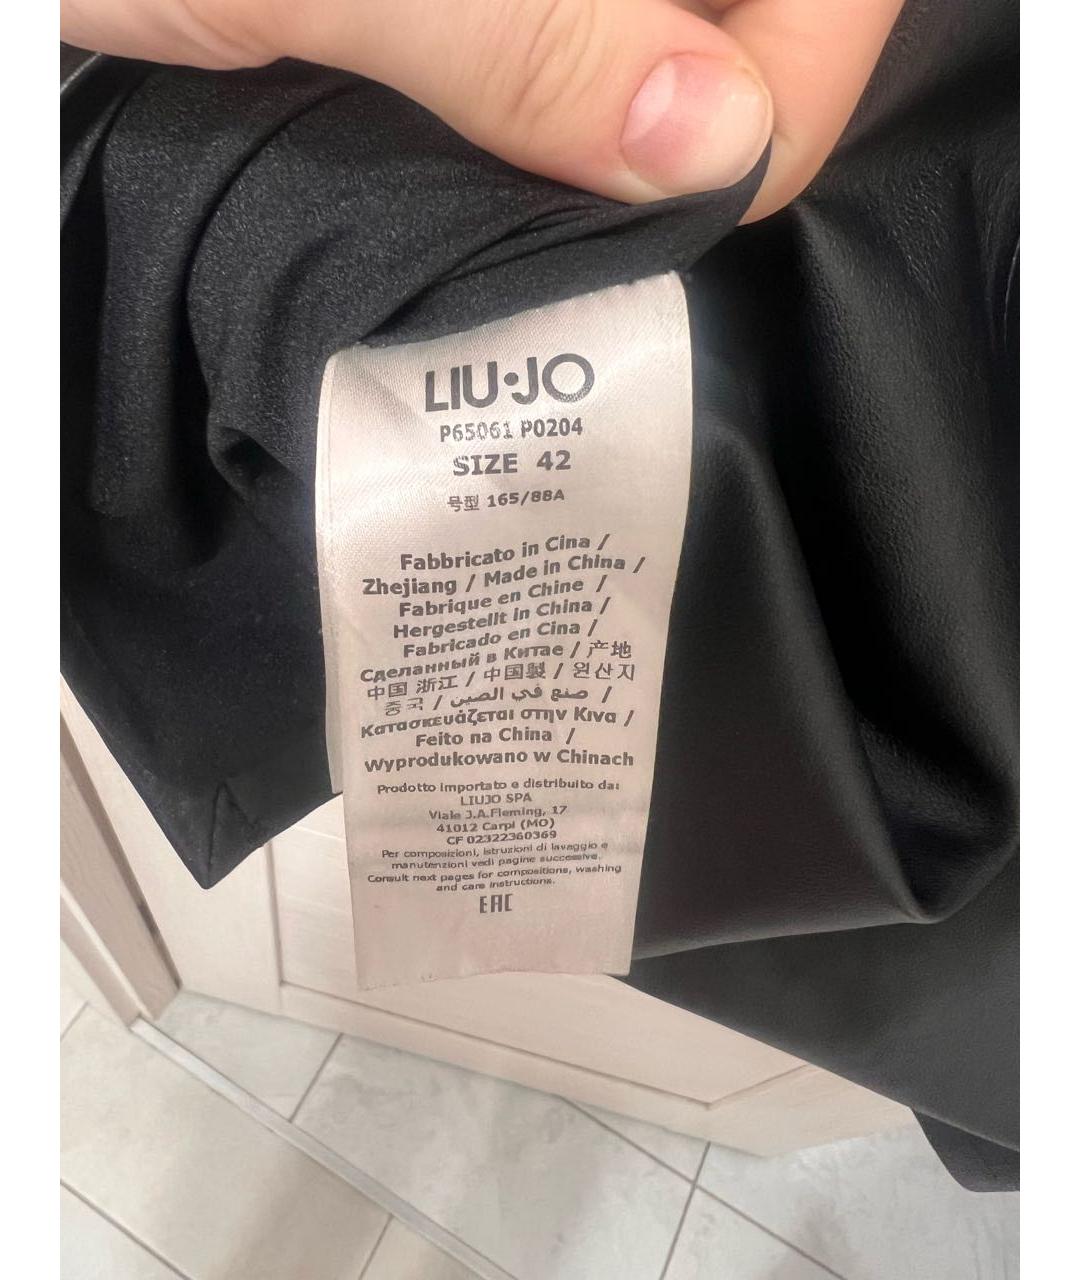 LIU·JO
P65061 P0204
SIZE 42
号型 165/88A
Fabbricato in Cina /
Zhejiang / Made in China /
Fabrique en Chine /
Hergestellt in China /
Fabricado en Cina /
Сделанный в Китае / 产地
中国 浙江 / 中国製 / 원산지
중국 / صنع في الصين /
Κατασκευάζεται στην Κινα /
Feito na China /
Wyprodukowano w Chinach
Prodotto importato e distribuito da:
LIUJO SPA
Viale J.A.Fleming, 17
41012 Carpi (MO)
CF 02322360369
Per composizioni, istruzioni di lavaggio e
manutenzioni vedi pagine successive.
Consult next pages for compositions, washing
and care instructions.
EAC